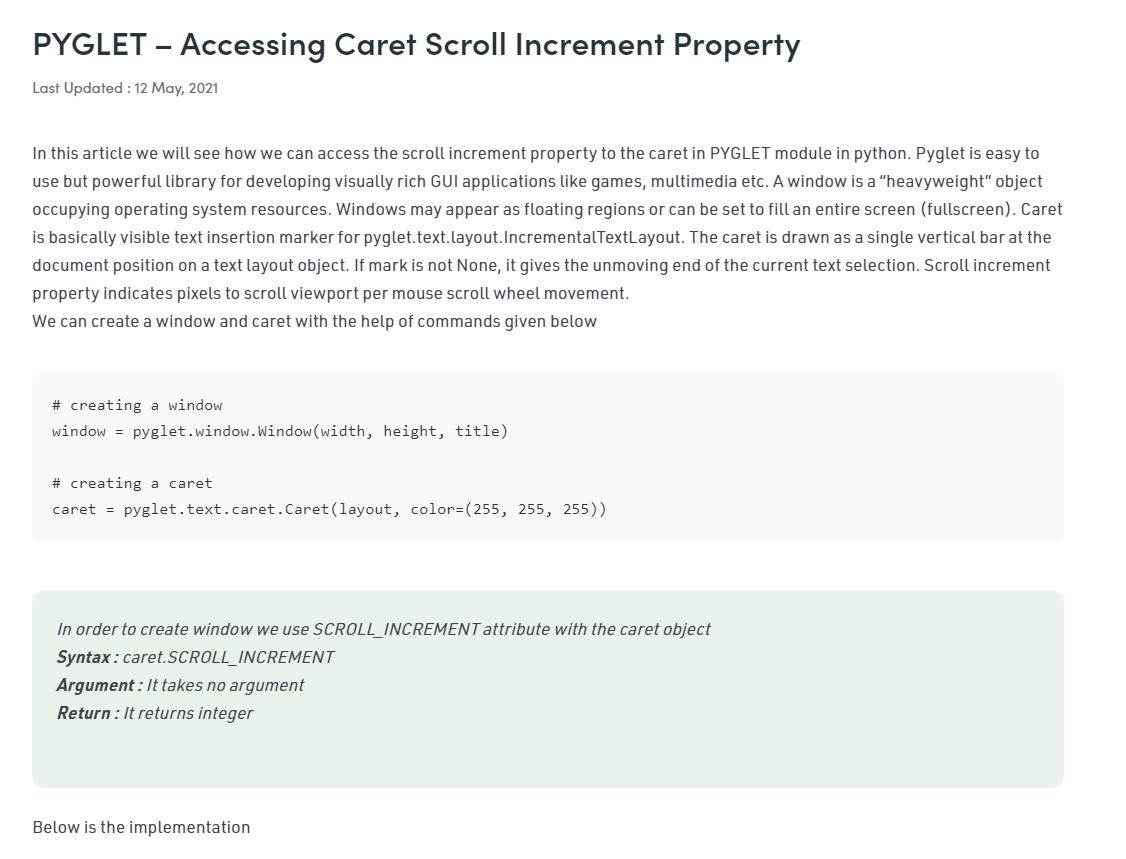 PYGLET – Accessing Caret Scroll Increment Property
Last Updated : 12 May, 2021
In this article we will see how we can access the scroll increment property to the caret in PYGLET module in python. Pyglet is easy to
use but powerful library for developing visually rich GUI applications like games, multimedia etc. A window is a “heavyweight” object
occupying operating system resources. Windows may appear as floating regions or can be set to fill an entire screen (fullscreen). Caret
is basically visible text insertion marker for pyglet.text.layout.IncrementalTextLayout. The caret is drawn as a single vertical bar at the
document position on a text layout object. If mark is not None, it gives the unmoving end of the current text selection. Scroll increment
property indicates pixels to scroll viewport per mouse scroll wheel movement.
We can create a window and caret with the help of commands given below
# creating a window
window = pyglet.window.Window(width, height, title)
# creating a caret
caret = pyglet.text.caret.Caret(layout, color=(255, 255, 255))
In order to create window we use SCROLL_INCREMENT attribute with the caret object
Syntax : caret.SCROLL_INCREMENT
Argument : It takes no argument
Return : It returns integer
Below is the implementation